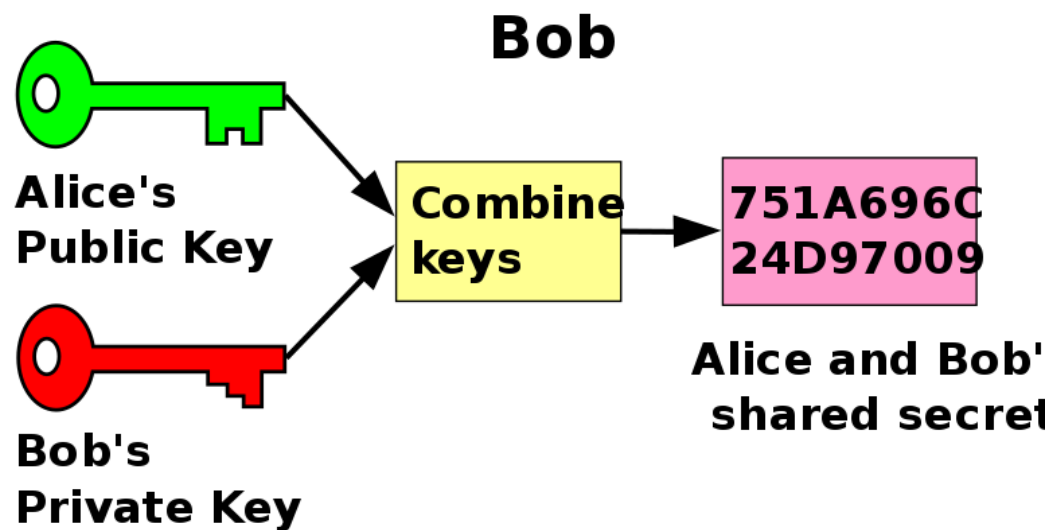 Bob
Alice's
Public Key
Combine
keys
751A696C
24D97009
Alice and Bob'
shared secret
Bob's
Private Key